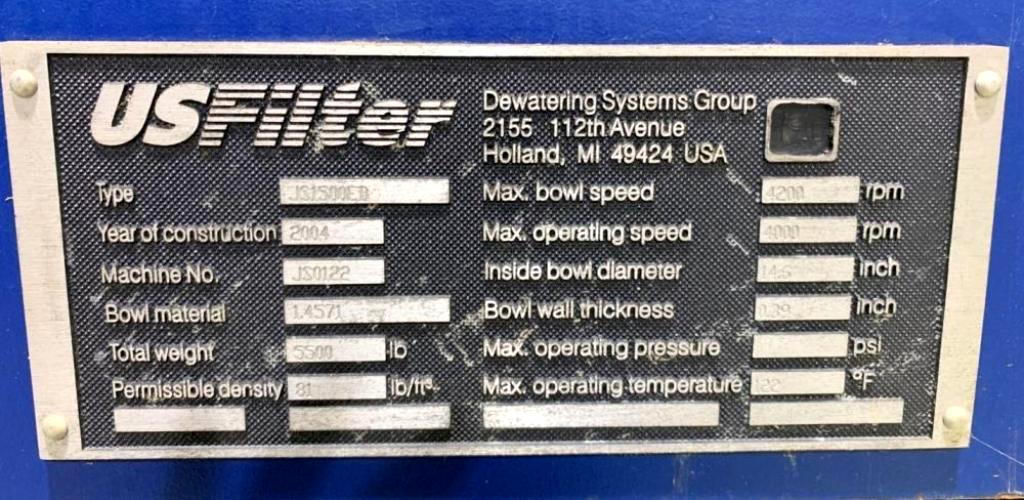 USFilter
Dewatering Systems Group
2155 112th Avenue
Holland, MI 49424 USA
Type JS1500ED
Year of construction 2004
Machine No. JS0122
Bowl material 1.4571
Total weight 5500 lb
Permissible density 81 lb/ft³
Max. bowl speed 4200 rpm
Max. operating speed 4000 rpm
Inside bowl diameter inch
Bowl wall thickness 0.39 inch
Max. operating pressure psi
Max. operating temperature °F